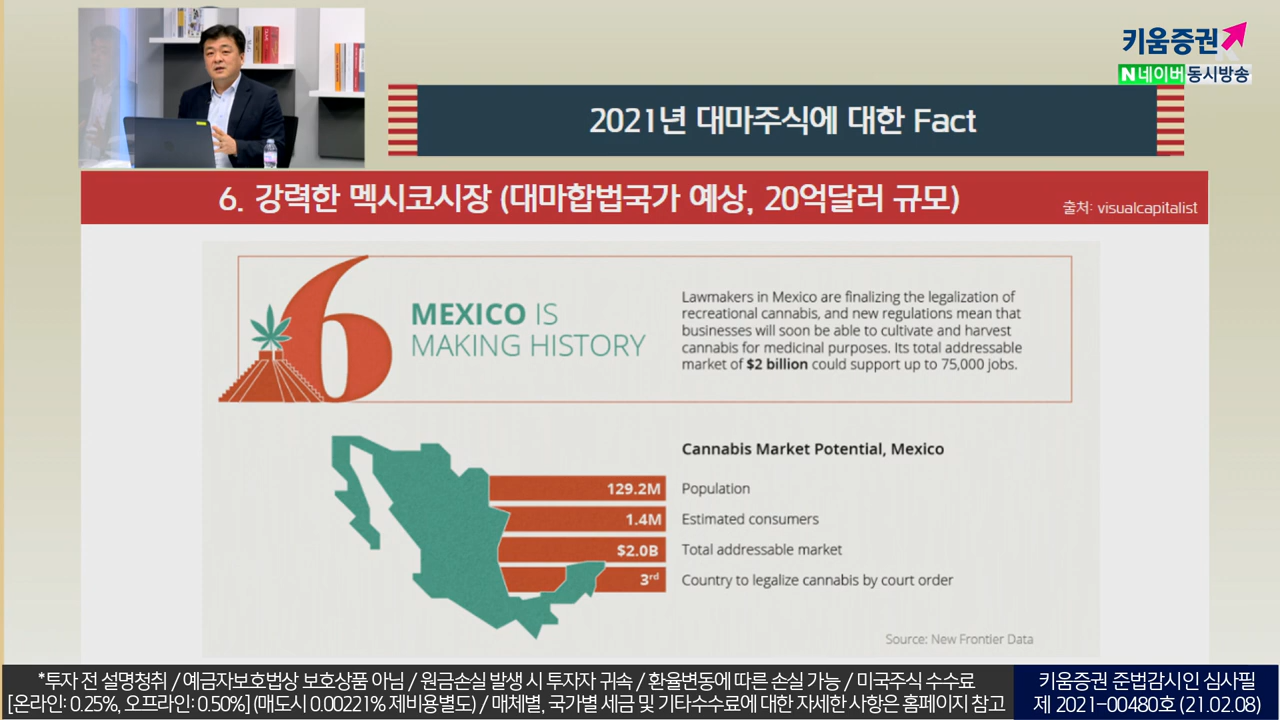 키움증권
N 네이버 동시방송
2021년 대마주식에 대한 Fact
6. 강력한 멕시코시장 (대마합법국가 예상, 20억달러 규모)
출처: visualcapitalist
6
MEXICO IS
MAKING HISTORY
Lawmakers in Mexico are finalizing the legalization of
recreational cannabis, and new regulations mean that
businesses will soon be able to cultivate and harvest
cannabis for medicinal purposes. Its total addressable
market of $2 billion could support up to 75,000 jobs.
Cannabis Market Potential, Mexico
129.2M Population
1.4M Estimated consumers
$2.0B Total addressable market
3rd Country to legalize cannabis by court order
Source: New Frontier Data
*투자 전 설명청취 / 예금자보호법상 보호상품 아님 / 원금손실 발생 시 투자자 귀속 / 환율변동에 따른 손실 가능 / 미국주식 수수료
[온라인: 0.25%, 오프라인: 0.50%] (매도시 0.00221% 제비용별도) / 매체별, 국가별 세금 및 기타수수료에 대한 자세한 사항은 홈페이지 참고
키움증권 준법감시인 심사필
제 2021-00480호 (21.02.08)